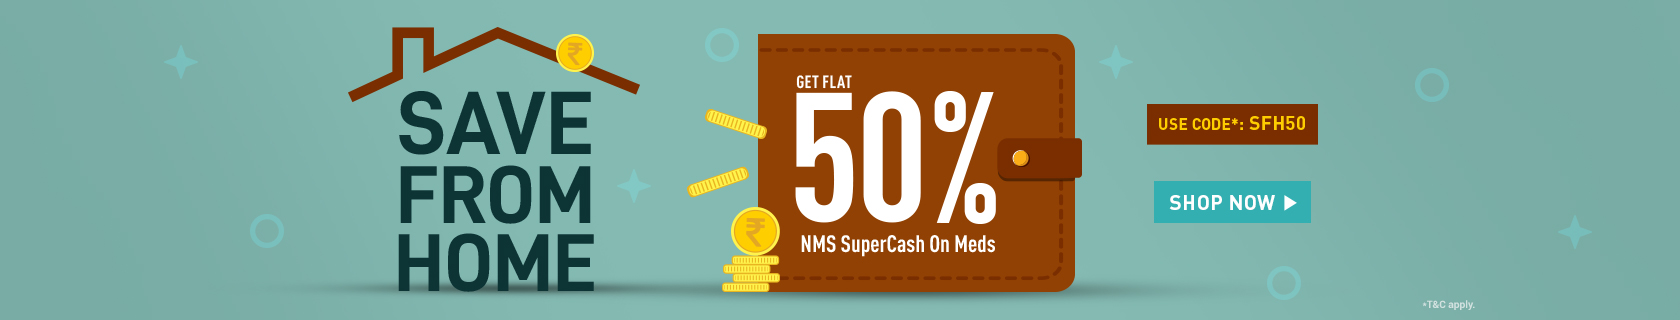 SAVE
FROM
HOME
₹
GET FLAT
50%
NMS SuperCash On Meds
₹
USE CODE*: SFH50
SHOP NOW ▶
*T&C apply.